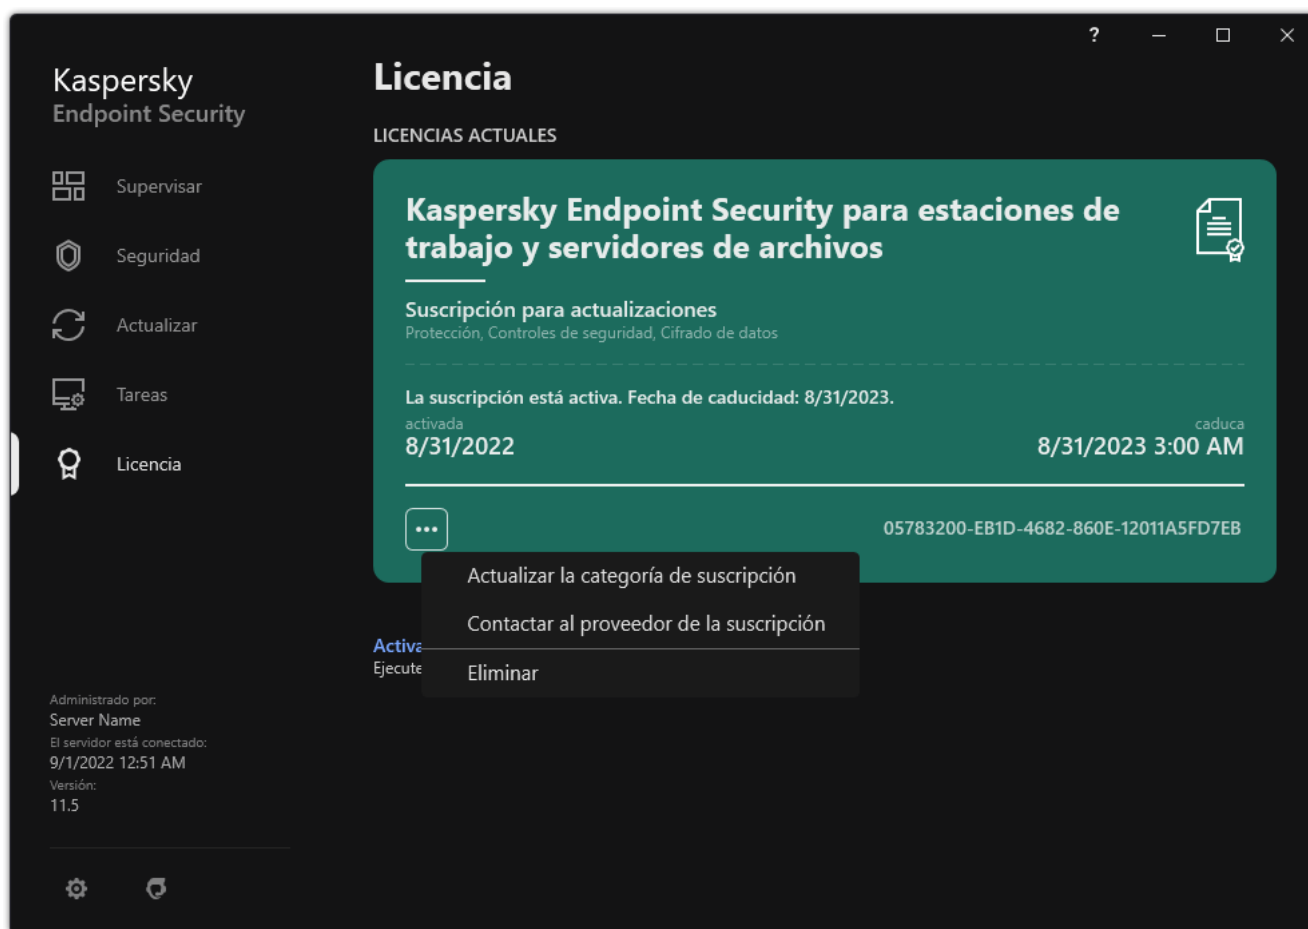 ?
Kaspersky
Endpoint Security
Supervisar
Seguridad
Actualizar
Tareas
Licencia
Administrado por:
Server Name
El servidor está conectado:
9/1/2022 12:51 AM
Versión:
11.5
Licencia
LICENCIAS ACTUALES
Kaspersky Endpoint Security para estaciones de
trabajo y servidores de archivos
Suscripción para actualizaciones
Protección, Controles de seguridad, Cifrado de datos
La suscripción está activa. Fecha de caducidad: 8/31/2023.
activada caduca
8/31/2022 8/31/2023 3:00 AM
05783200-EB1D-4682-860E-12011A5FD7EB
Actualizar la categoría de suscripción
Contactar al proveedor de la suscripción
Eliminar